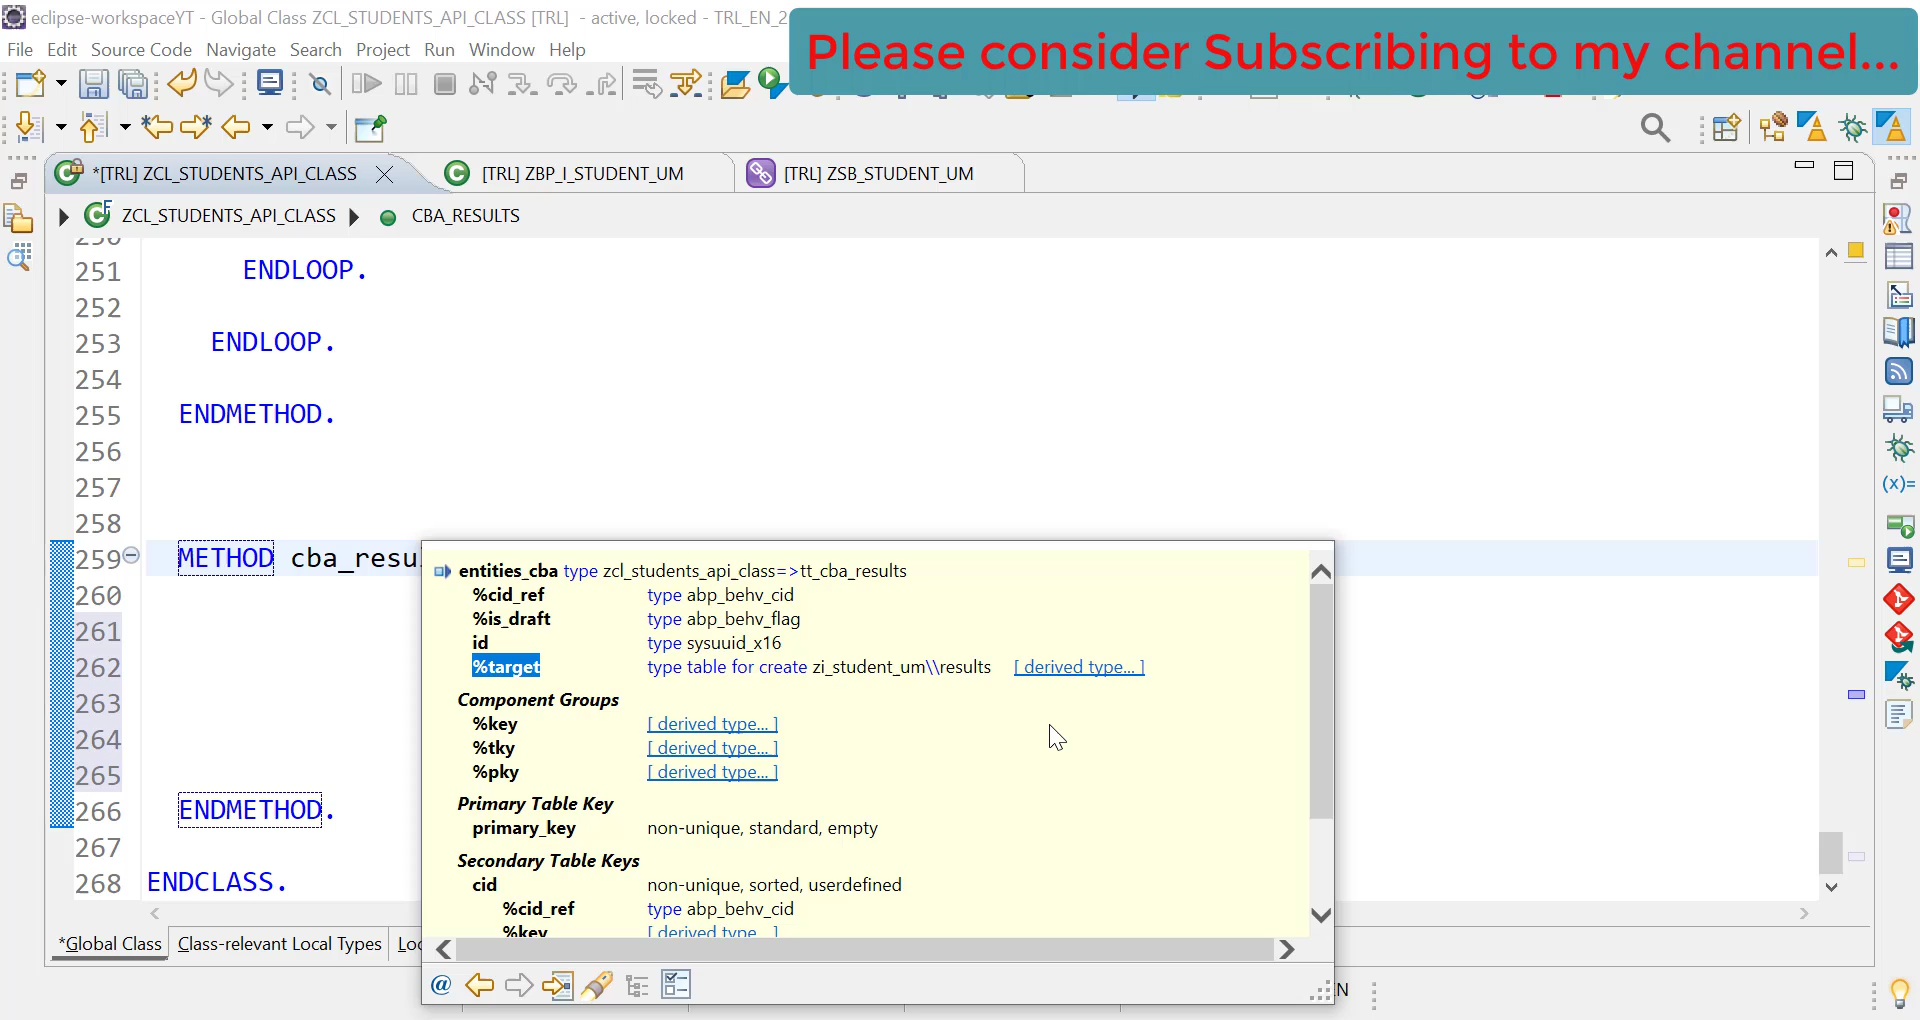 eclipse-workspaceYT - Global Class ZCL_STUDENTS_API_CLASS [TRL] - active, locked - TRL_EN_2
Please consider Subscribing to my channel...
File Edit Source Code Navigate Search Project Run Window Help
*[TRL] ZCL_STUDENTS_API_CLASS [TRL] ZBP_I_STUDENT_UM [TRL] ZSB_STUDENT_UM
ZCL_STUDENTS_API_CLASS CBA_RESULTS
251 ENDLOOP.
252
253 ENDLOOP.
254
255 ENDMETHOD.
256
257
258
259 METHOD cba_resu
260
261
262
263
264
265
266 ENDMETHOD.
267
268 ENDCLASS.
entities_cba type zcl_students_api_class=>tt_cba_results
%cid_ref type abp_behv_cid
%is_draft type abp_behv_flag
id type sysuuid_x16
%target type table for create zi_student_um\\results [ derived type... ]
Component Groups
%key [ derived type... ]
%tky [ derived type... ]
%pky [ derived type... ]
Primary Table Key
primary_key non-unique, standard, empty
Secondary Table Keys
cid non-unique, sorted, userdefined
%cid_ref type abp_behv_cid
%key [ derived type... ]
*Global Class Class-relevant Local Types Loc
(x)=
@
EN